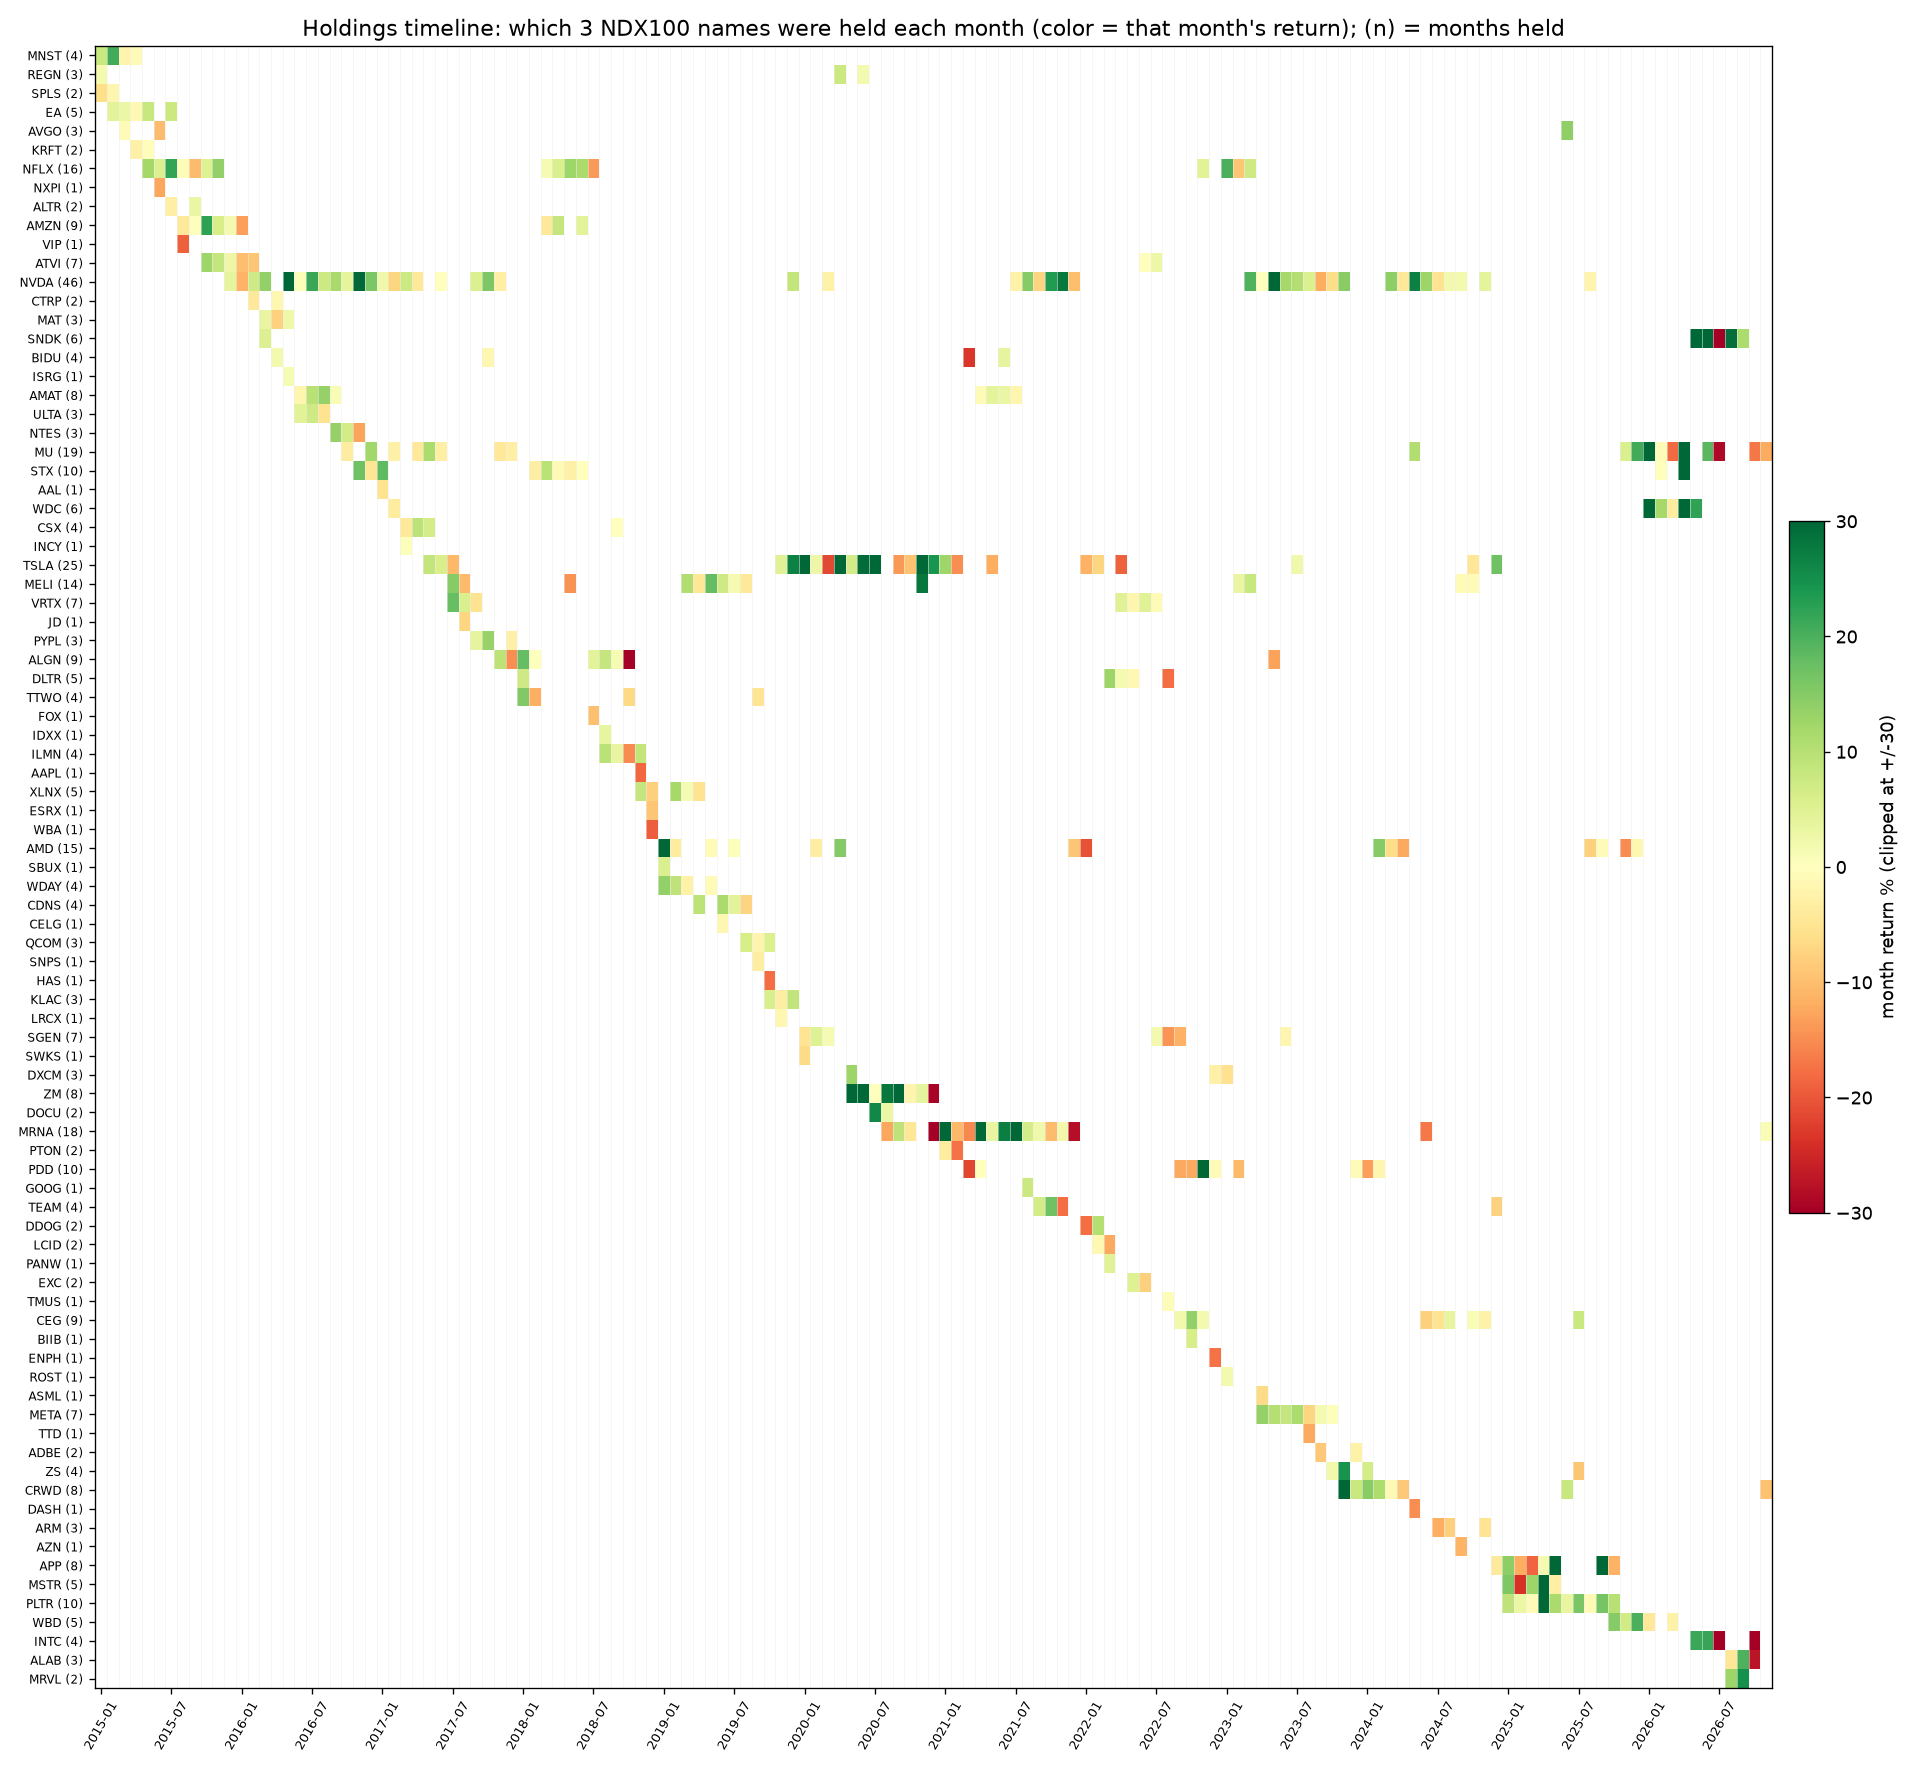 Holdings timeline: which 3 NDX100 names were held each month (color = that month's return); (n) = months held
MNST (4)
REGN (3)
SPLS (2)
EA (5)
AVGO (3)
KRFT (2)
NFLX (16)
NXPI (1)
ALTR (2)
AMZN (9)
VIP (1)
ATVI (7)
NVDA (46)
CTRP (2)
MAT (3)
SNDK (6)
BIDU (4)
ISRG (1)
AMAT (8)
ULTA (3)
NTES (3)
MU (19)
STX (10)
AAL (1)
WDC (6)
CSX (4)
INCY (1)
TSLA (25)
MELI (14)
VRTX (7)
JD (1)
PYPL (3)
ALGN (9)
DLTR (5)
TTWO (4)
FOX (1)
IDXX (1)
ILMN (4)
AAPL (1)
XLNX (5)
ESRX (1)
WBA (1)
AMD (15)
SBUX (1)
WDAY (4)
CDNS (4)
CELG (1)
QCOM (3)
SNPS (1)
HAS (1)
KLAC (3)
LRCX (1)
SGEN (7)
SWKS (1)
DXCM (3)
ZM (8)
DOCU (2)
MRNA (18)
PTON (2)
PDD (10)
GOOG (1)
TEAM (4)
DDOG (2)
LCID (2)
PANW (1)
EXC (2)
TMUS (1)
CEG (9)
BIIB (1)
ENPH (1)
ROST (1)
ASML (1)
META (7)
TTD (1)
ADBE (2)
ZS (4)
CRWD (8)
DASH (1)
ARM (3)
AZN (1)
APP (8)
MSTR (5)
PLTR (10)
WBD (5)
INTC (4)
ALAB (3)
MRVL (2)
2015-01
2015-07
2016-01
2016-07
2017-01
2017-07
2018-01
2018-07
2019-01
2019-07
2020-01
2020-07
2021-01
2021-07
2022-01
2022-07
2023-01
2023-07
2024-01
2024-07
2025-01
2025-07
2026-01
2026-07
30
20
10
0
−10
−20
−30
month return % (clipped at +/-30)